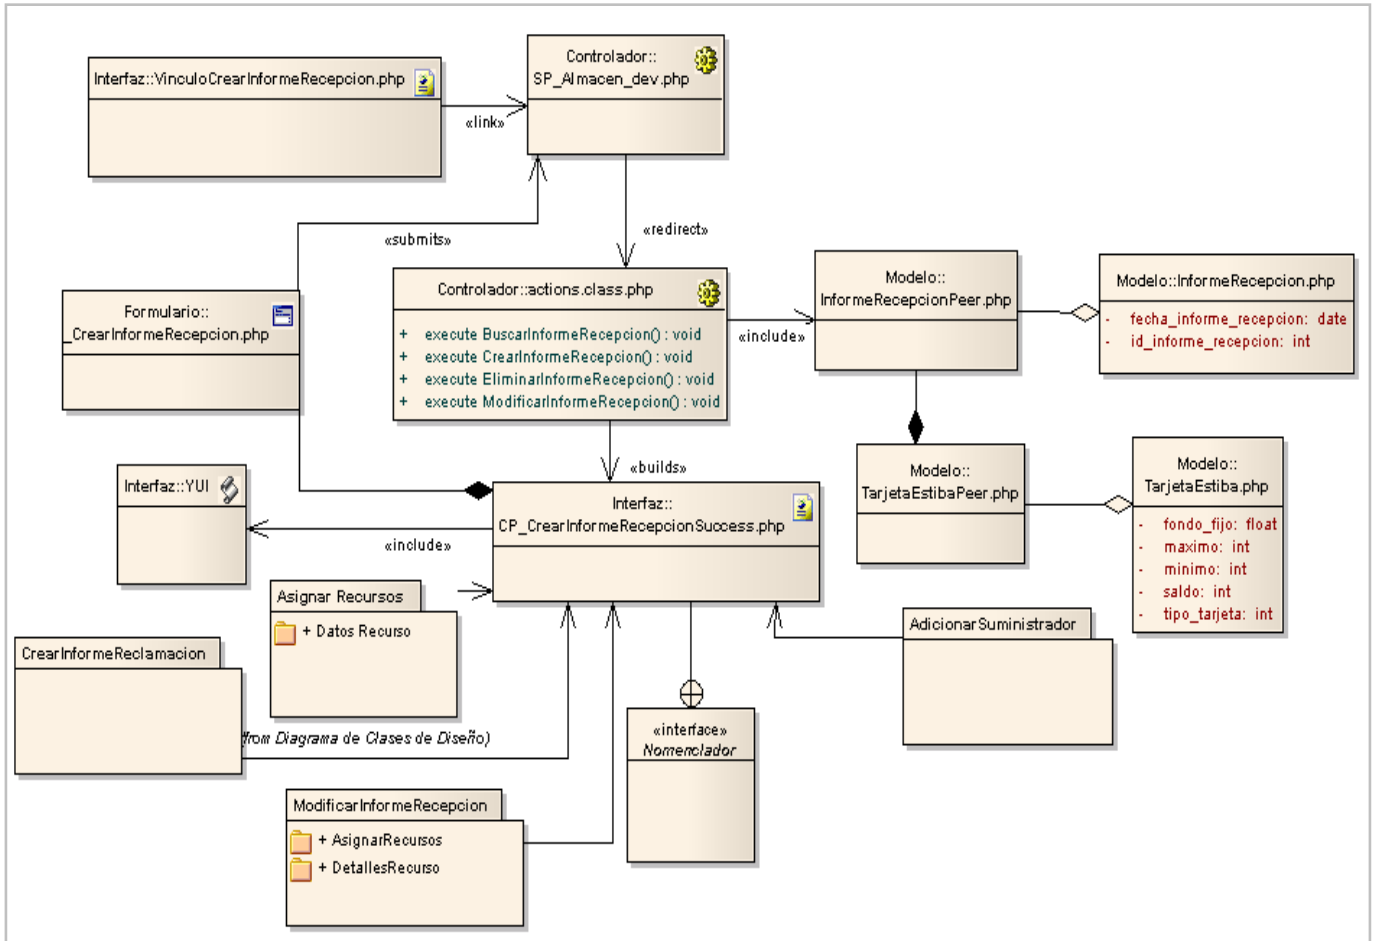 Interfaz::VinculoCrearInformeRecepcion.php
Controlador::
SP_Almacen_dev.php
«link»
«submits»
«redirect»
Formulario::
_CrearInformeRecepcion.php
Controlador::actions.class.php
+ execute BuscarInformeRecepcion() : void
+ execute CrearInformeRecepcion() : void
+ execute EliminarInformeRecepcion() : void
+ execute ModificarInformeRecepcion() : void
«include»
Modelo::
InformeRecepcionPeer.php
Modelo::InformeRecepcion.php
- fecha_informe_recepcion: date
- id_informe_recepcion: int
«builds»
Interfaz::YUI
«include»
Interfaz::
CP_CrearInformeRecepcionSuccess.php
Modelo::
TarjetaEstibaPeer.php
Modelo::
TarjetaEstiba.php
- fondo_fijo: float
- maximo: int
- minimo: int
- saldo: int
- tipo_tarjeta: int
Asignar Recursos
+ Datos Recurso
CrearInformeReclamacion
(from Diagrama de Clases de Diseño)
AdicionarSuministrador
«interface»
Nomenclador
ModificarInformeRecepcion
+ AsignarRecursos
+ DetallesRecurso